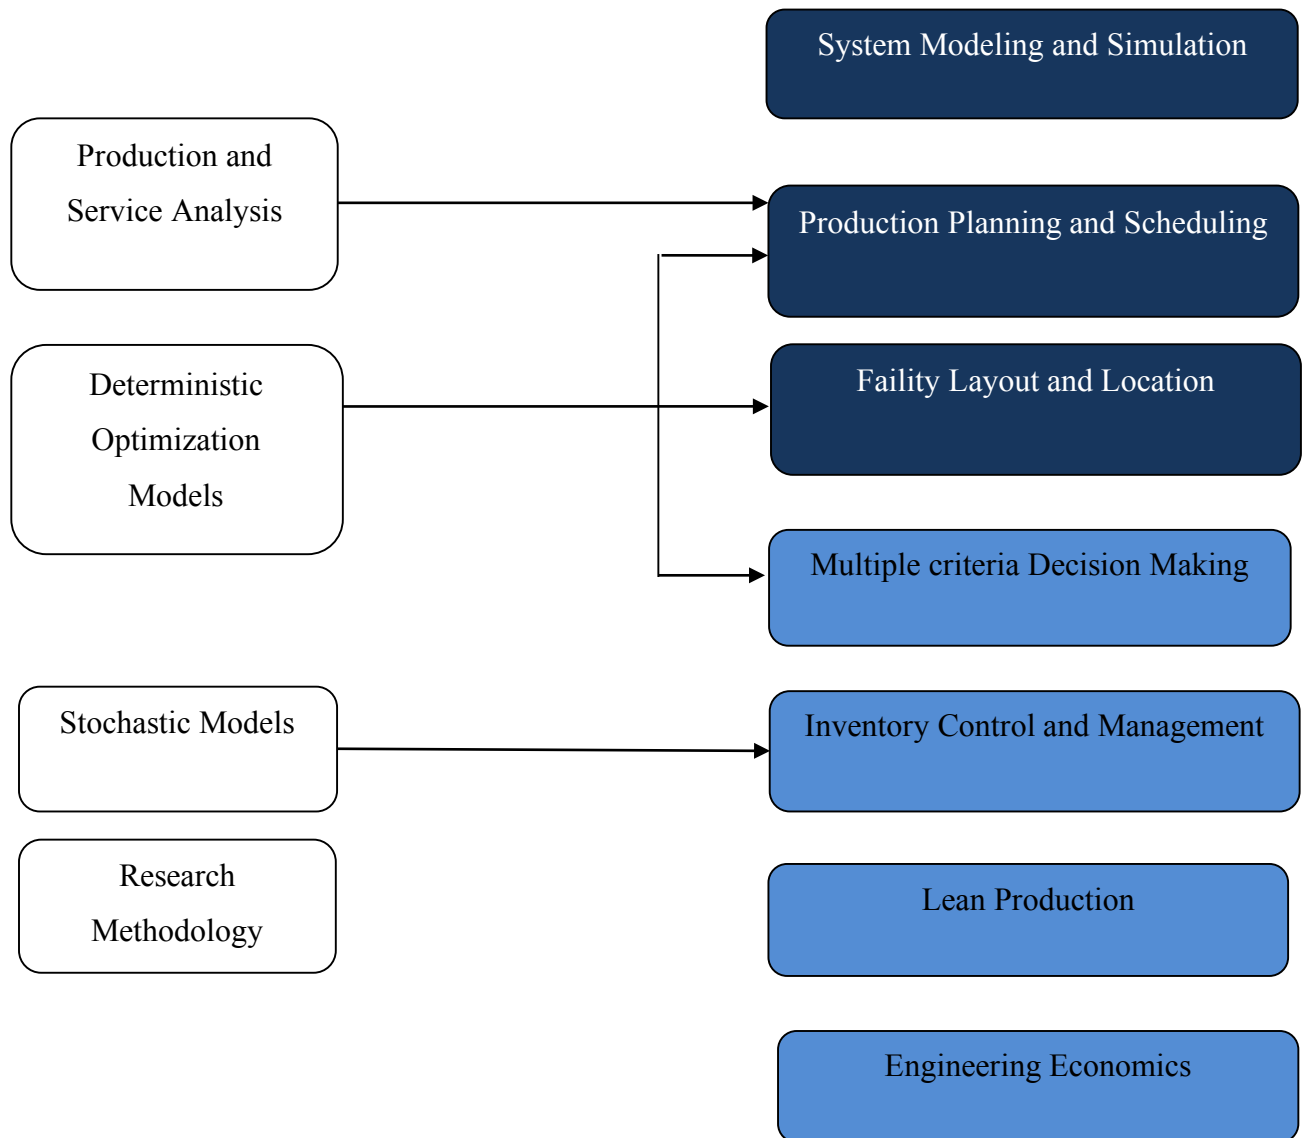 System Modeling and Simulation
Production and
Service Analysis
Production Planning and Scheduling
Deterministic
Optimization
Models
Faility Layout and Location
Multiple criteria Decision Making
Stochastic Models
Inventory Control and Management
Research
Methodology
Lean Production
Engineering Economics